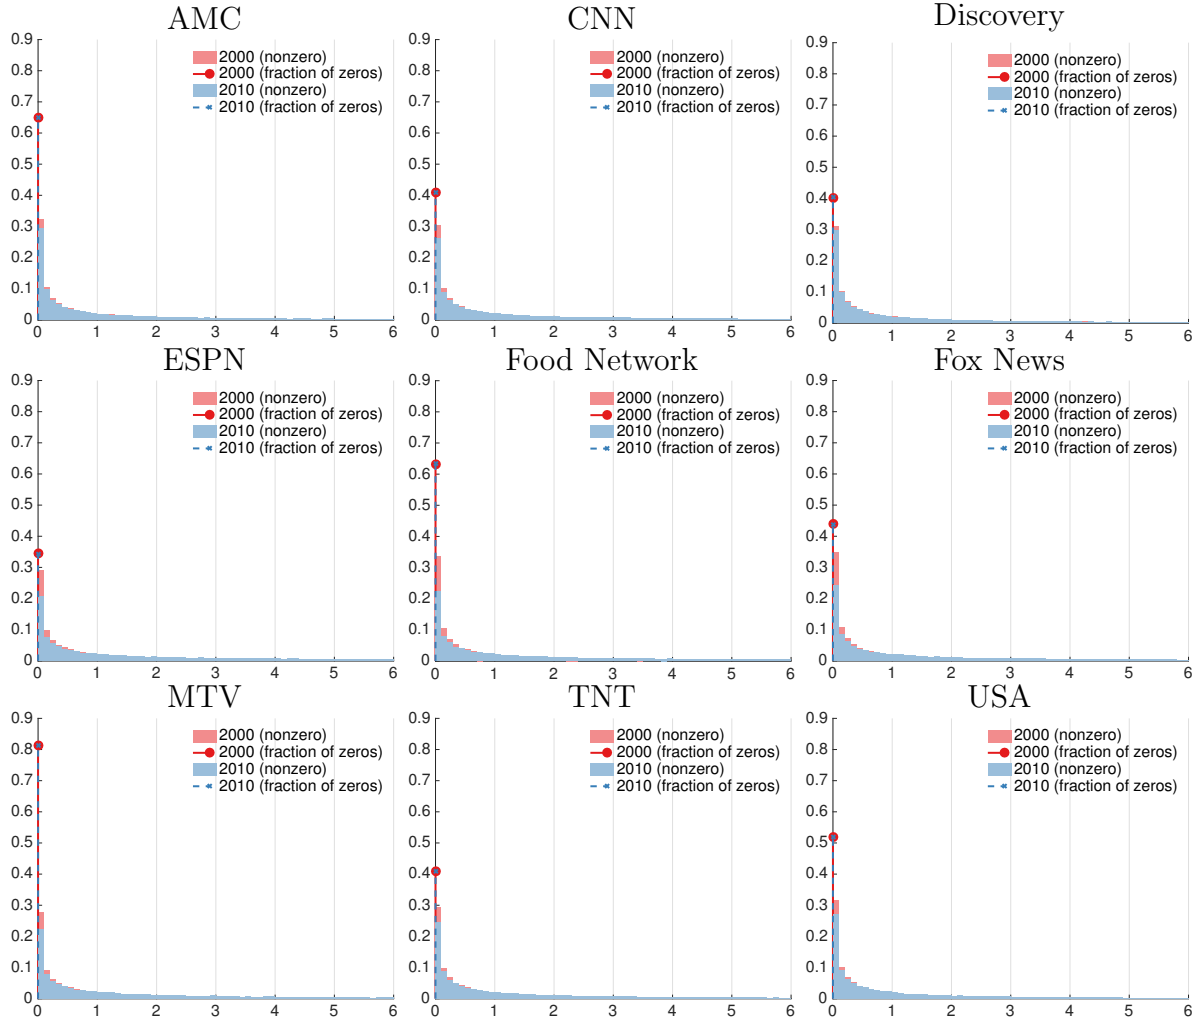 AMC
0.9
0.8
0.7
0.6
0.5
0.4
0.3
0.2
0.1
0
0 1 2 3 4 5 6
2000 (nonzero)
2000 (fraction of zeros)
2010 (nonzero)
2010 (fraction of zeros)
CNN
0.9
0.8
0.7
0.6
0.5
0.4
0.3
0.2
0.1
0
0 1 2 3 4 5 6
2000 (nonzero)
2000 (fraction of zeros)
2010 (nonzero)
2010 (fraction of zeros)
Discovery
0.9
0.8
0.7
0.6
0.5
0.4
0.3
0.2
0.1
0
0 1 2 3 4 5 6
2000 (nonzero)
2000 (fraction of zeros)
2010 (nonzero)
2010 (fraction of zeros)
ESPN
0.9
0.8
0.7
0.6
0.5
0.4
0.3
0.2
0.1
0
0 1 2 3 4 5 6
2000 (nonzero)
2000 (fraction of zeros)
2010 (nonzero)
2010 (fraction of zeros)
Food Network
0.9
0.8
0.7
0.6
0.5
0.4
0.3
0.2
0.1
0
0 1 2 3 4 5 6
2000 (nonzero)
2000 (fraction of zeros)
2010 (nonzero)
2010 (fraction of zeros)
Fox News
0.9
0.8
0.7
0.6
0.5
0.4
0.3
0.2
0.1
0
0 1 2 3 4 5 6
2000 (nonzero)
2000 (fraction of zeros)
2010 (nonzero)
2010 (fraction of zeros)
MTV
0.9
0.8
0.7
0.6
0.5
0.4
0.3
0.2
0.1
0
0 1 2 3 4 5 6
2000 (nonzero)
2000 (fraction of zeros)
2010 (nonzero)
2010 (fraction of zeros)
TNT
0.9
0.8
0.7
0.6
0.5
0.4
0.3
0.2
0.1
0
0 1 2 3 4 5 6
2000 (nonzero)
2000 (fraction of zeros)
2010 (nonzero)
2010 (fraction of zeros)
USA
0.9
0.8
0.7
0.6
0.5
0.4
0.3
0.2
0.1
0
0 1 2 3 4 5 6
2000 (nonzero)
2000 (fraction of zeros)
2010 (nonzero)
2010 (fraction of zeros)